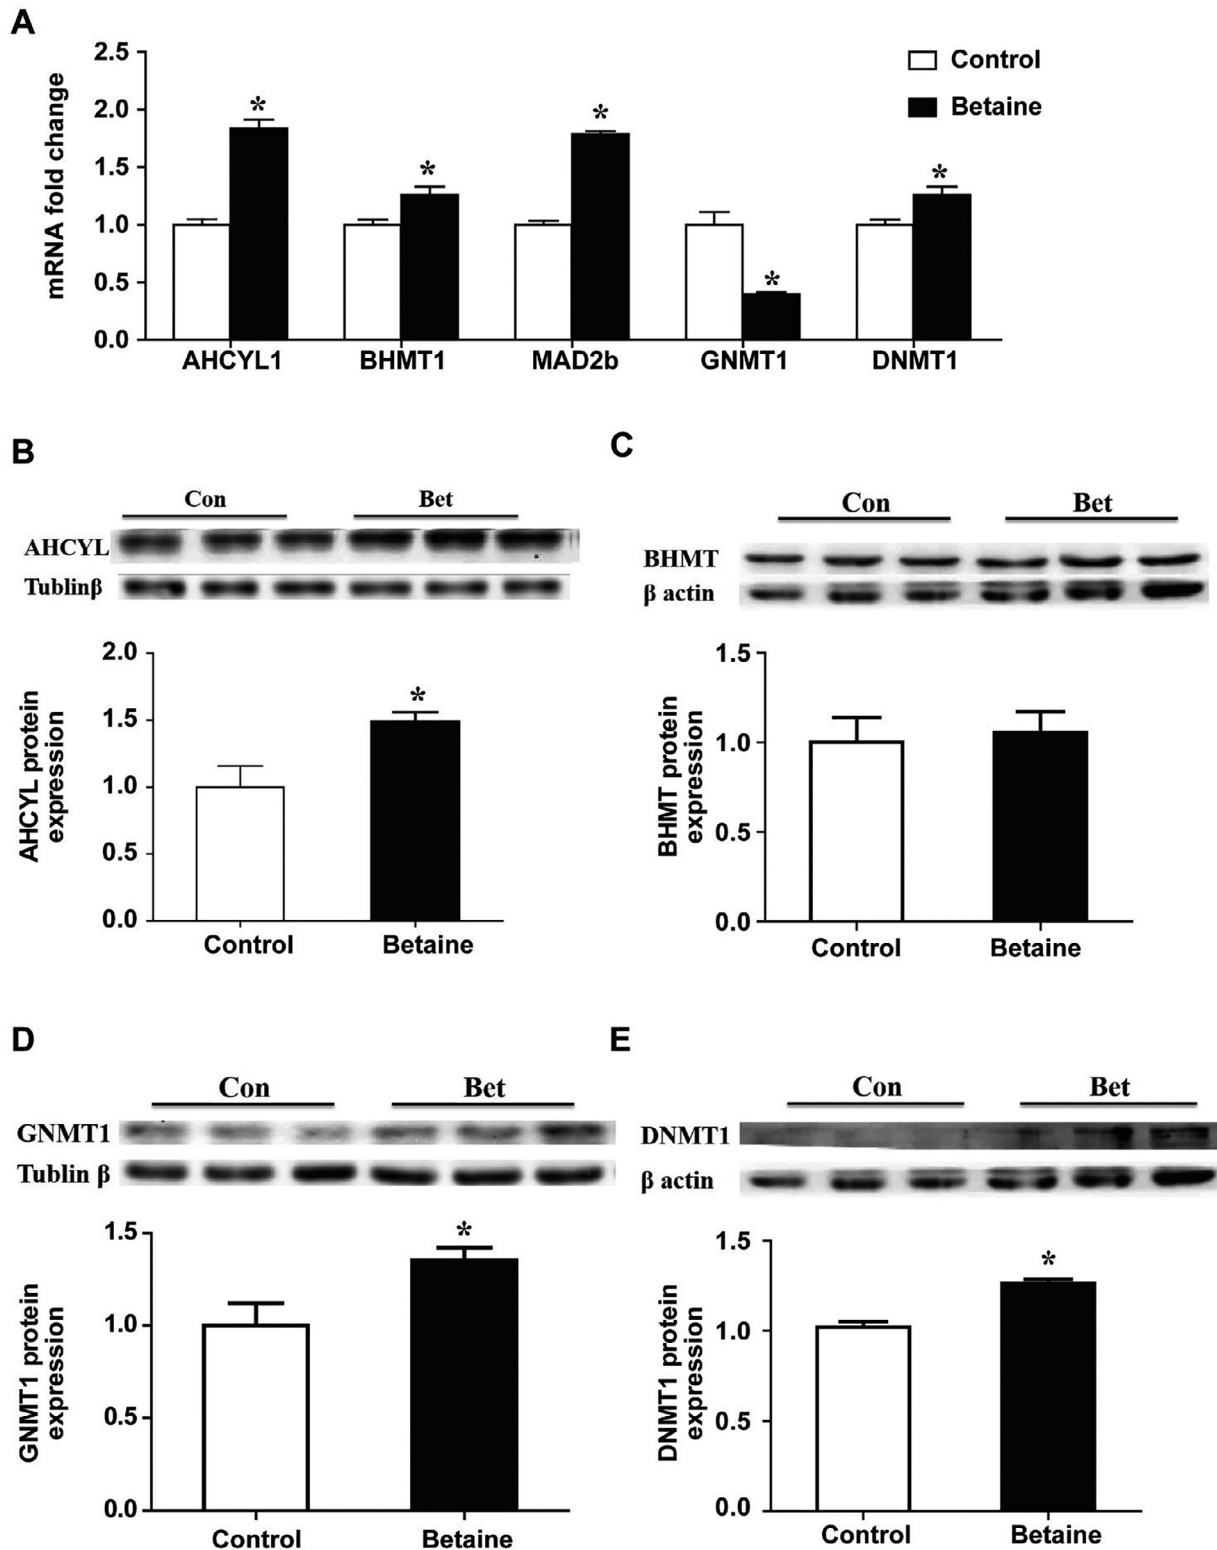 A
2.5
2.0
1.5
1.0
0.5
0.0
mRNA fold change
Control
Betaine
*
*
*
*
*
AHCYL1 BHMT1 MAD2b GNMT1 DNMT1
B
Con Bet
AHCYL
Tublinβ
2.0
1.5
1.0
0.5
0.0
AHCYL protein
expression
*
Control Betaine
C
Con Bet
BHMT
β actin
1.5
1.0
0.5
0.0
BHMT protein
expression
Control Betaine
D
Con Bet
GNMT1
Tublin β
1.5
1.0
0.5
0.0
GNMT1 protein
expression
*
Control Betaine
E
Con Bet
DNMT1
β actin
1.5
1.0
0.5
0.0
DNMT1 protein
expression
*
Control Betaine